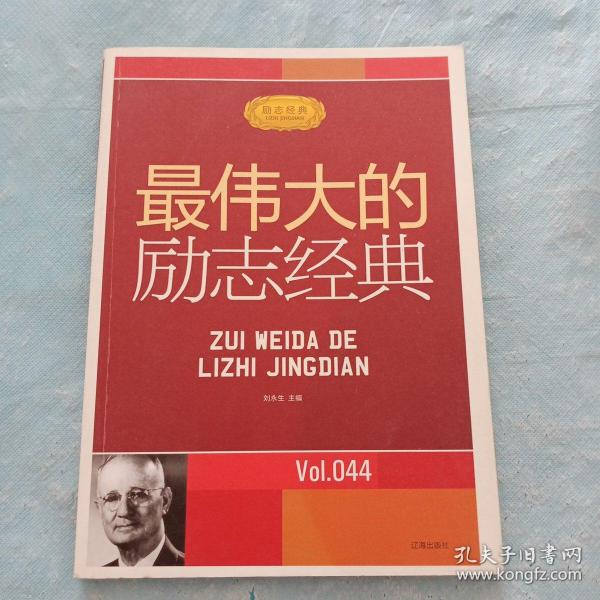 励志经典
LIZHI JINGDIAN
最伟大的
励志经典
ZUI WEIDA DE
LIZHI JINGDIAN
刘永生 主编
Vol.044
辽海出版社
孔夫子旧书网
www.kongfz.com